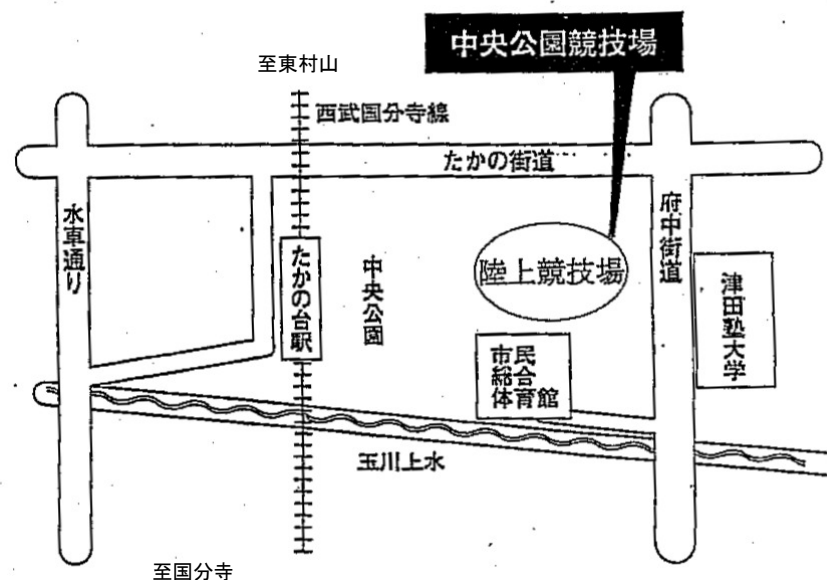 中央公園競技場
至東村山
西武国分寺線
たかの街道
水車通り
たかの台駅
中央公園
陸上競技場
府中街道
津田塾大学
市民
総合
体育館
玉川上水
至国分寺